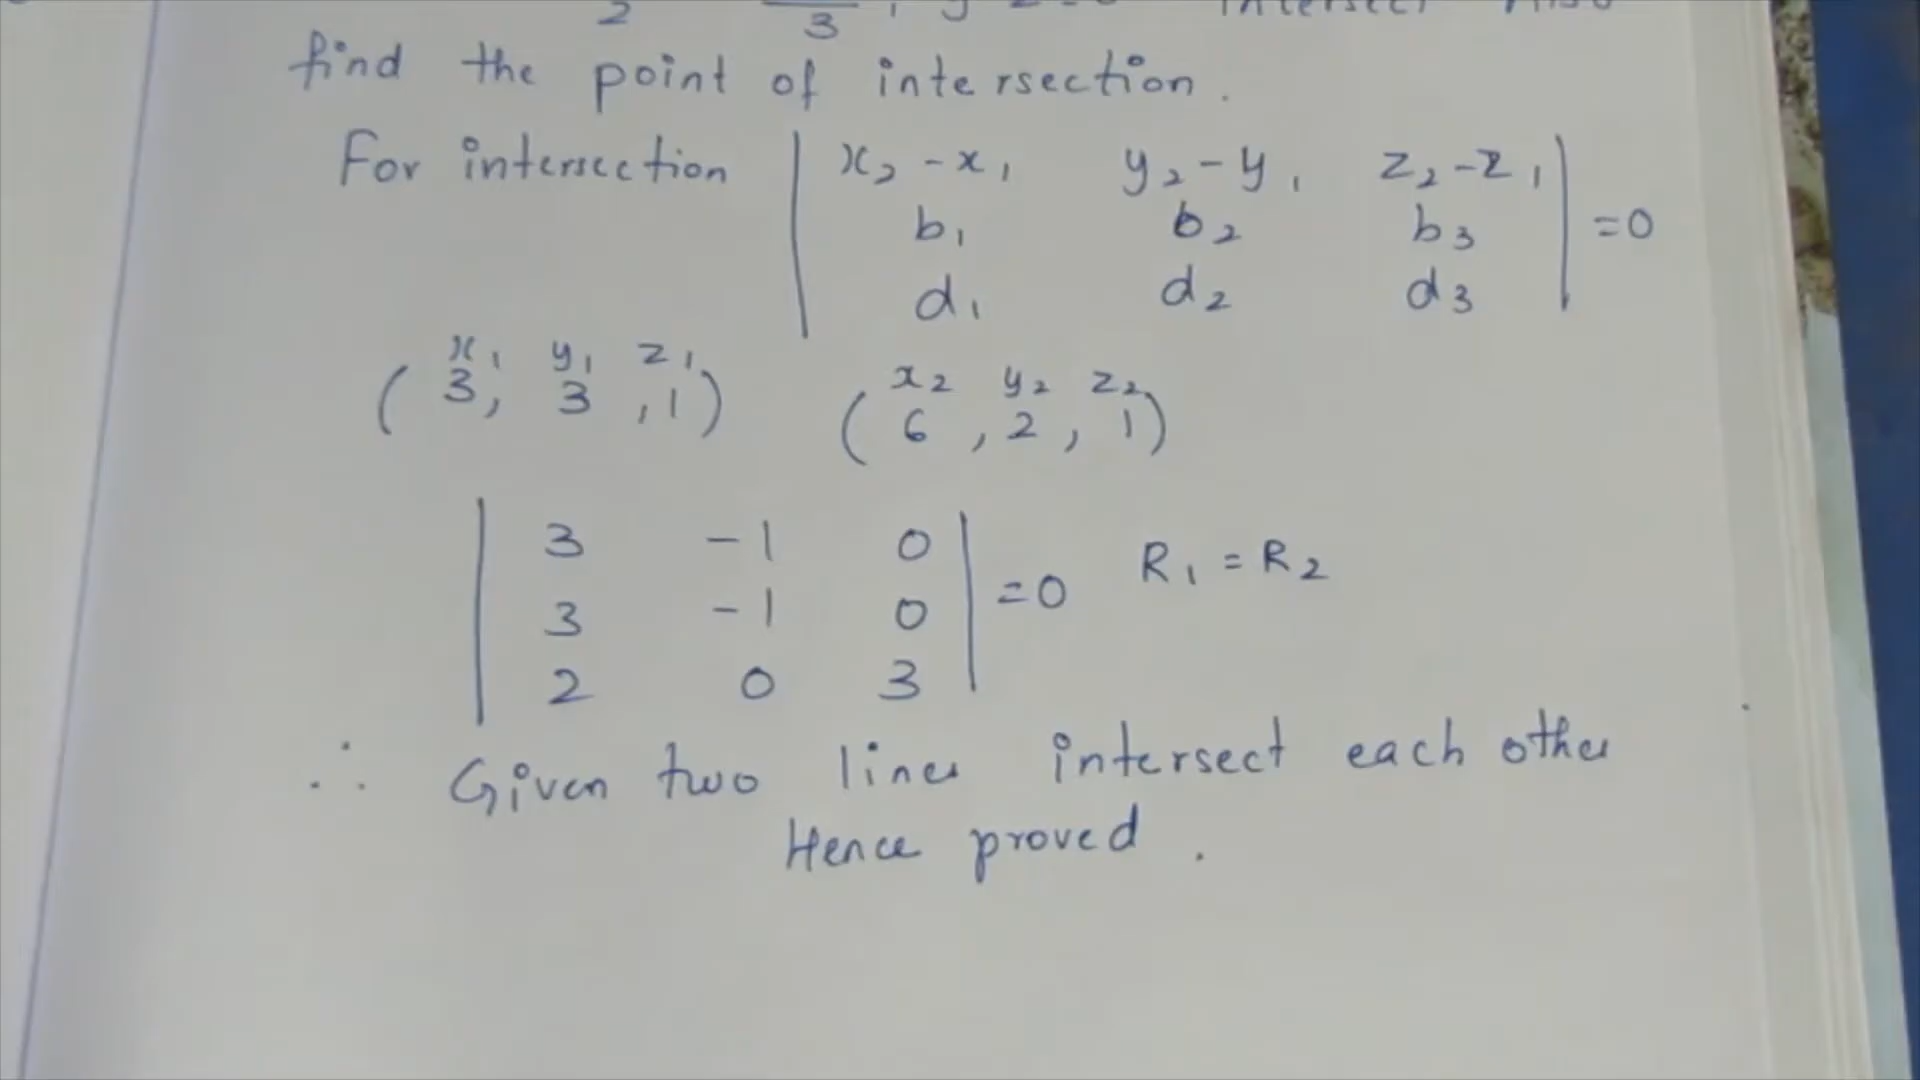 2 3 , y
find the point of intersection.
For intersection | x₂ - x₁ y₂ - y₁ z₂ - z₁ |
| b₁ b₂ b₃ | = 0
| d₁ d₂ d₃ |
x₁ y₁ z₁
( 3, 3 , 1 )
x₂ y₂ z₂
( 6 , 2 , 1 )
| 3 -1 0 |
| 3 -1 0 | = 0 R₁ = R₂
| 2 0 3 |
∴ Given two lines intersect each other
Hence proved .